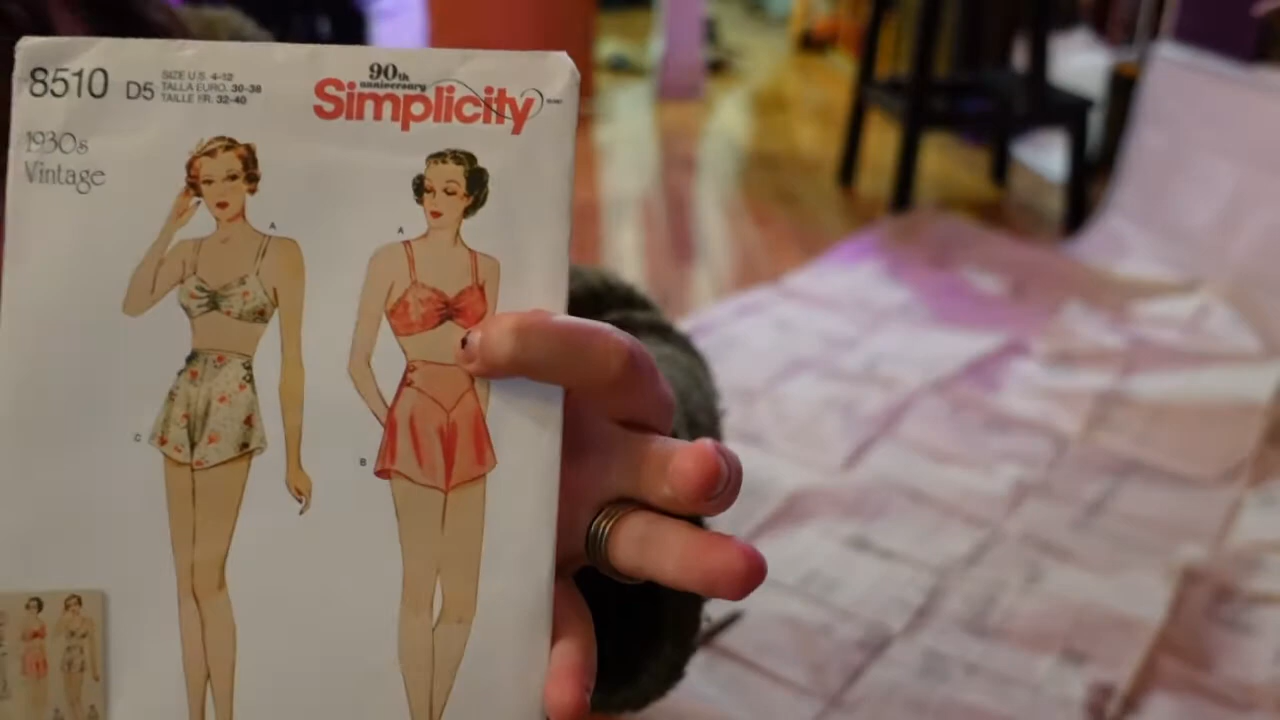 8510 D5
SIZE U.S. 4-12
TALLA EURO. 30-38
TAILLE FR. 32-40
90th
anniversary
Simplicity
1930s
Vintage
A
A
C
B